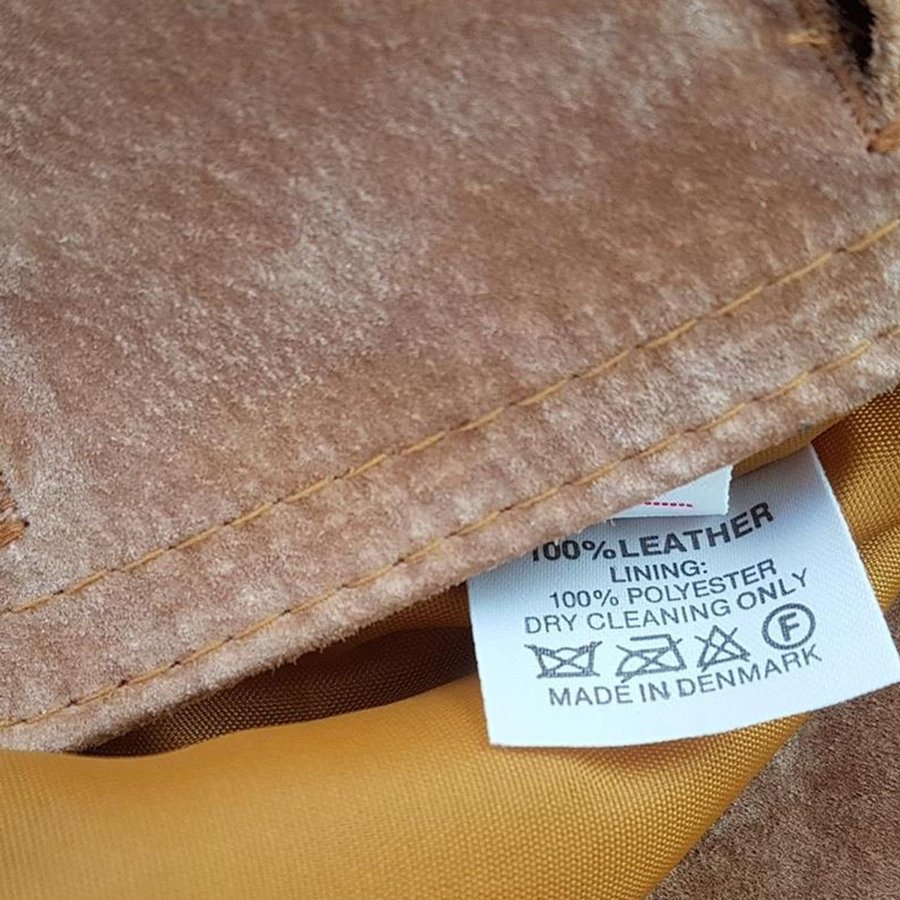 100% LEATHER
LINING:
100% POLYESTER
DRY CLEANING ONLY
F
MADE IN DENMARK